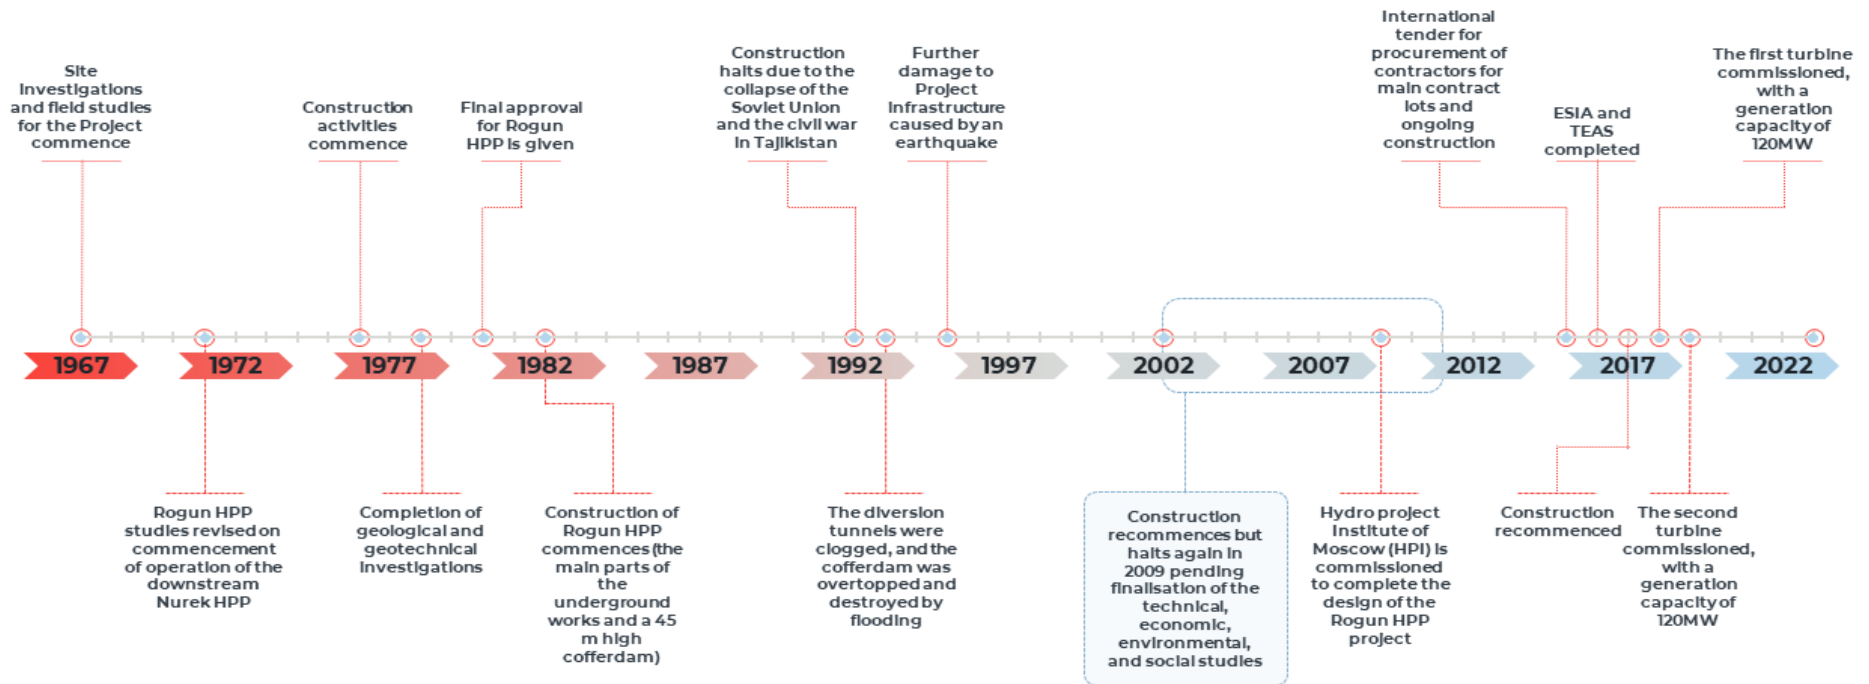 Site
investigations
and field studies
for the Project
commence
Construction
activities
commence
Final approval
for Rogun
HPP is given
Construction
halts due to the
collapse of the
Soviet Union
and the civil war
in Tajikistan
Further
damage to
Project
infrastructure
caused by an
earthquake
International
tender for
procurement of
contractors for
main contract
lots and
ongoing
construction
ESIA and
TEAS
completed
The first turbine
commissioned,
with a
generation
capacity of
120MW
1967
1972
1977
1982
1987
1992
1997
2002
2007
2012
2017
2022
Rogun HPP
studies revised on
commencement
of operation of the
downstream
Nurek HPP
Completion of
geological and
geotechnical
investigations
Construction of
Rogun HPP
commences (the
main parts of
the
underground
works and a 45
m high
cofferdam)
The diversion
tunnels were
clogged, and the
cofferdam was
overtopped and
destroyed by
flooding
Construction
recommences but
halts again in
2009 pending
finalisation of the
technical,
economic,
environmental,
and social studies
Hydro project
Institute of
Moscow (HPI) is
commissioned
to complete the
design of the
Rogun HPP
project
Construction
recommenced
The second
turbine
commissioned,
with a
generation
capacity of
120MW